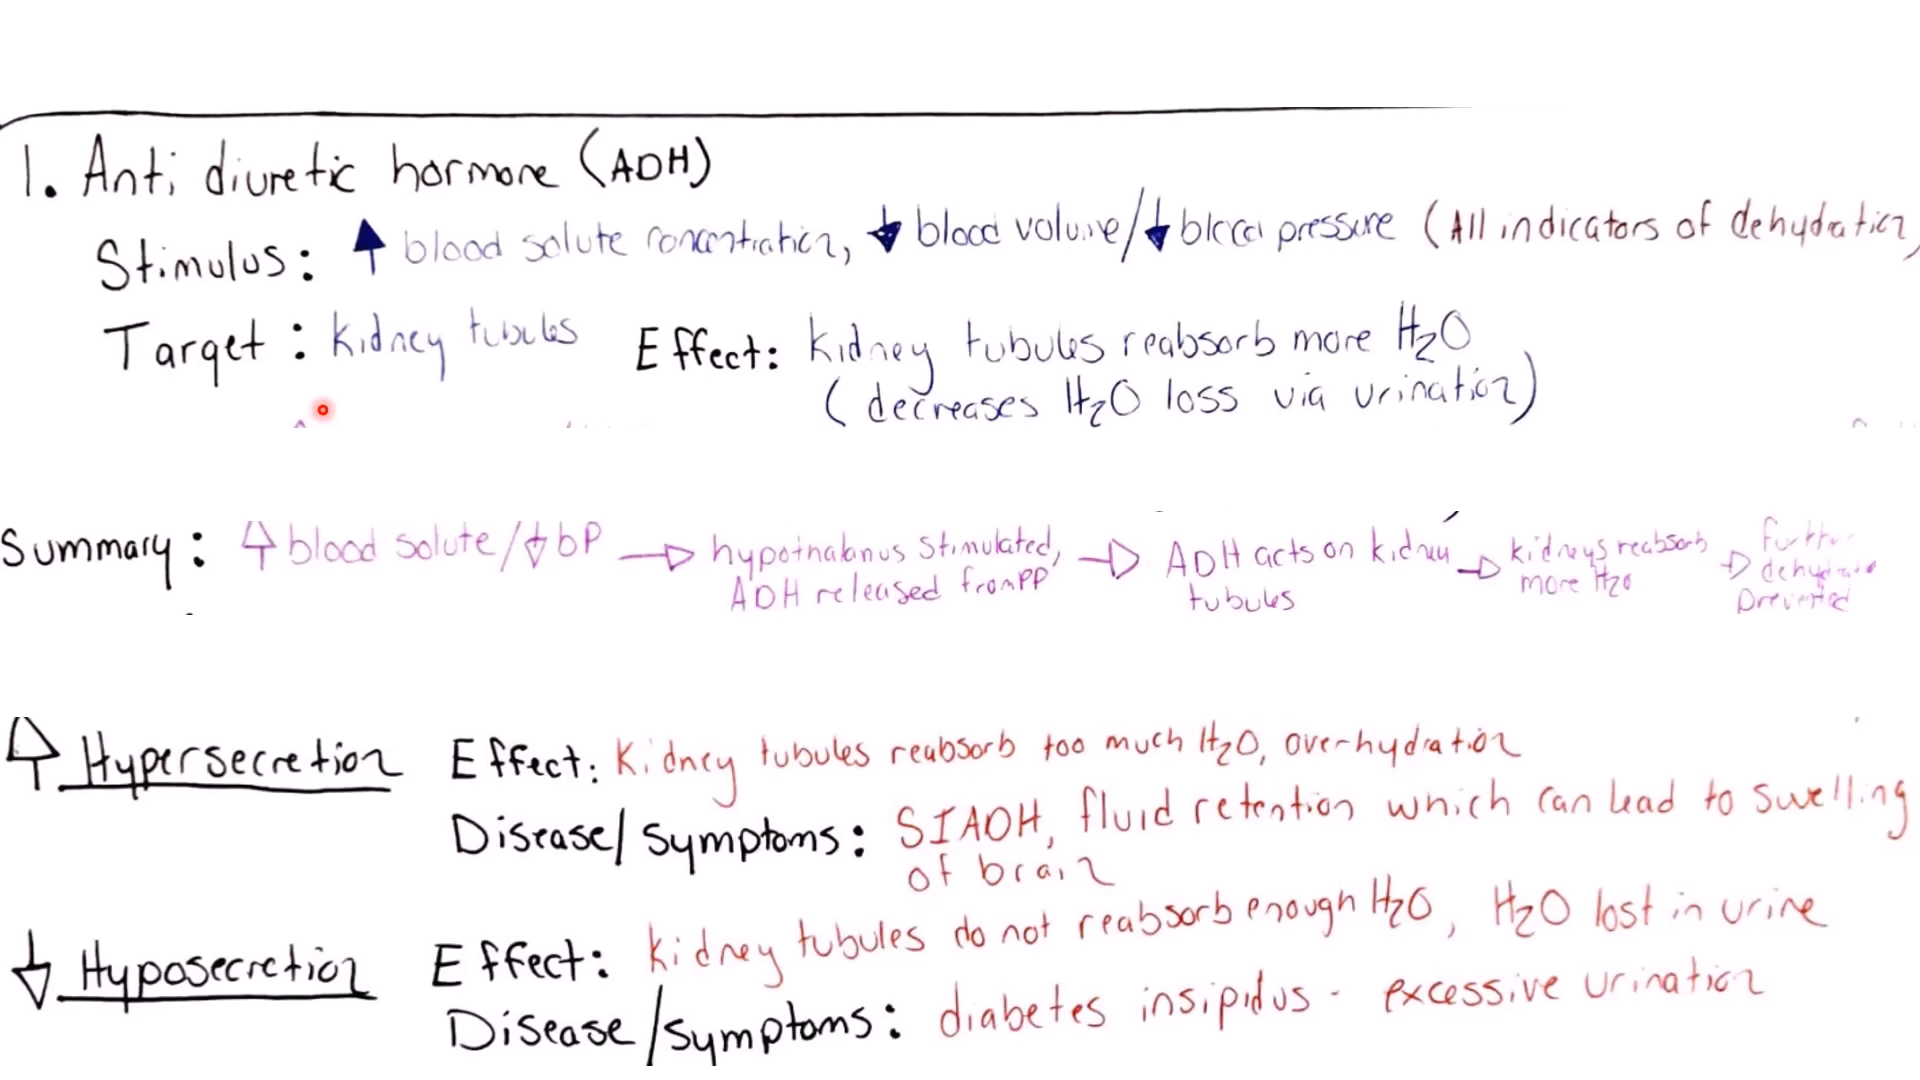 1. Anti diuretic hormone (ADH)
Stimulus: ↑ blood solute concentration, ↓ blood volume/↓ blood pressure (All indicators of dehydration)
Target: kidney tubules Effect: kidney tubules reabsorb more H₂O
(decreases H₂O loss via urination)
Summary: ↑ blood solute/↓ bP → hypothalamus stimulated, → ADH acts on kidney → kidneys reabsorb → further
ADH released from PP tubules more H₂O dehydration
prevented
↑ Hypersecretion Effect: Kidney tubules reabsorb too much H₂O, overhydration
Disease/symptoms: SIADH, fluid retention which can lead to swelling
of brain
↓ Hyposecretion Effect: kidney tubules do not reabsorb enough H₂O, H₂O lost in urine
Disease/symptoms: diabetes insipidus - excessive urination